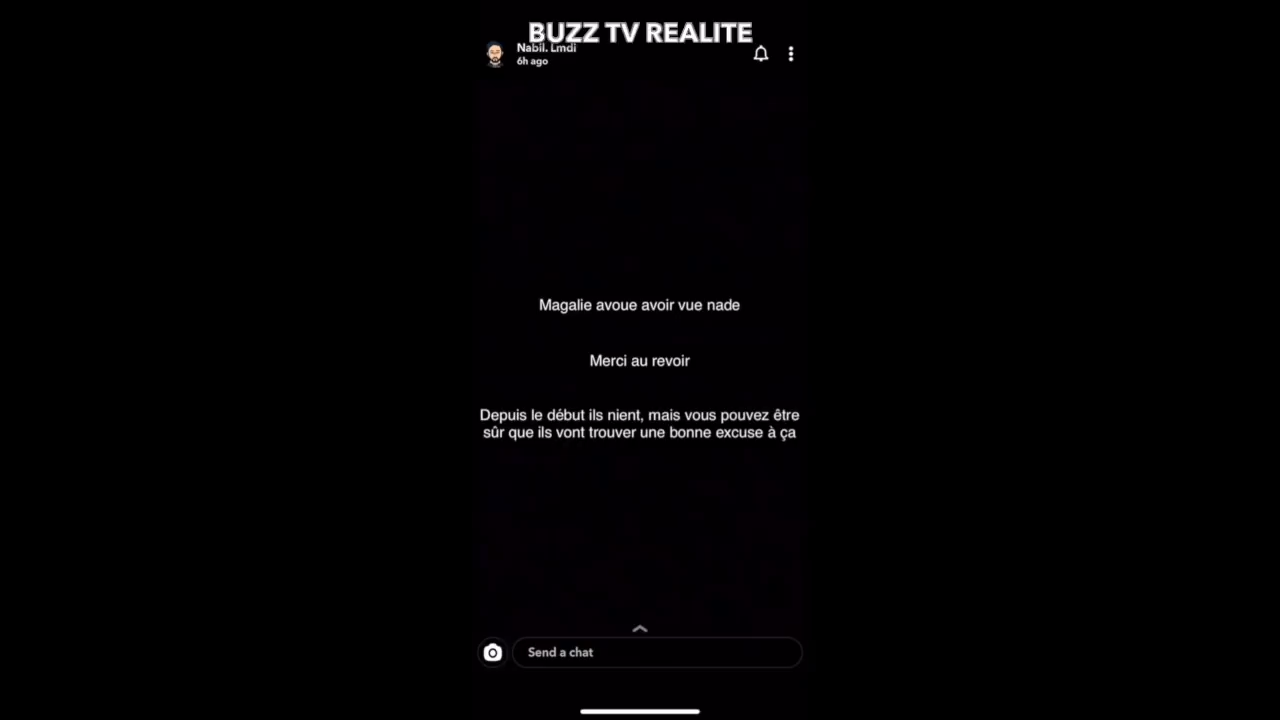 BUZZ TV REALITE
Nabil. Lmdi
6h ago
Magalie avoue avoir vue nade
Merci au revoir
Depuis le début ils nient, mais vous pouvez être
sûr que ils vont trouver une bonne excuse à ça
Send a chat